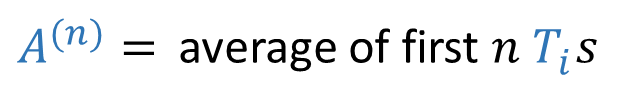 A^{(n)} = average of first n T_i s